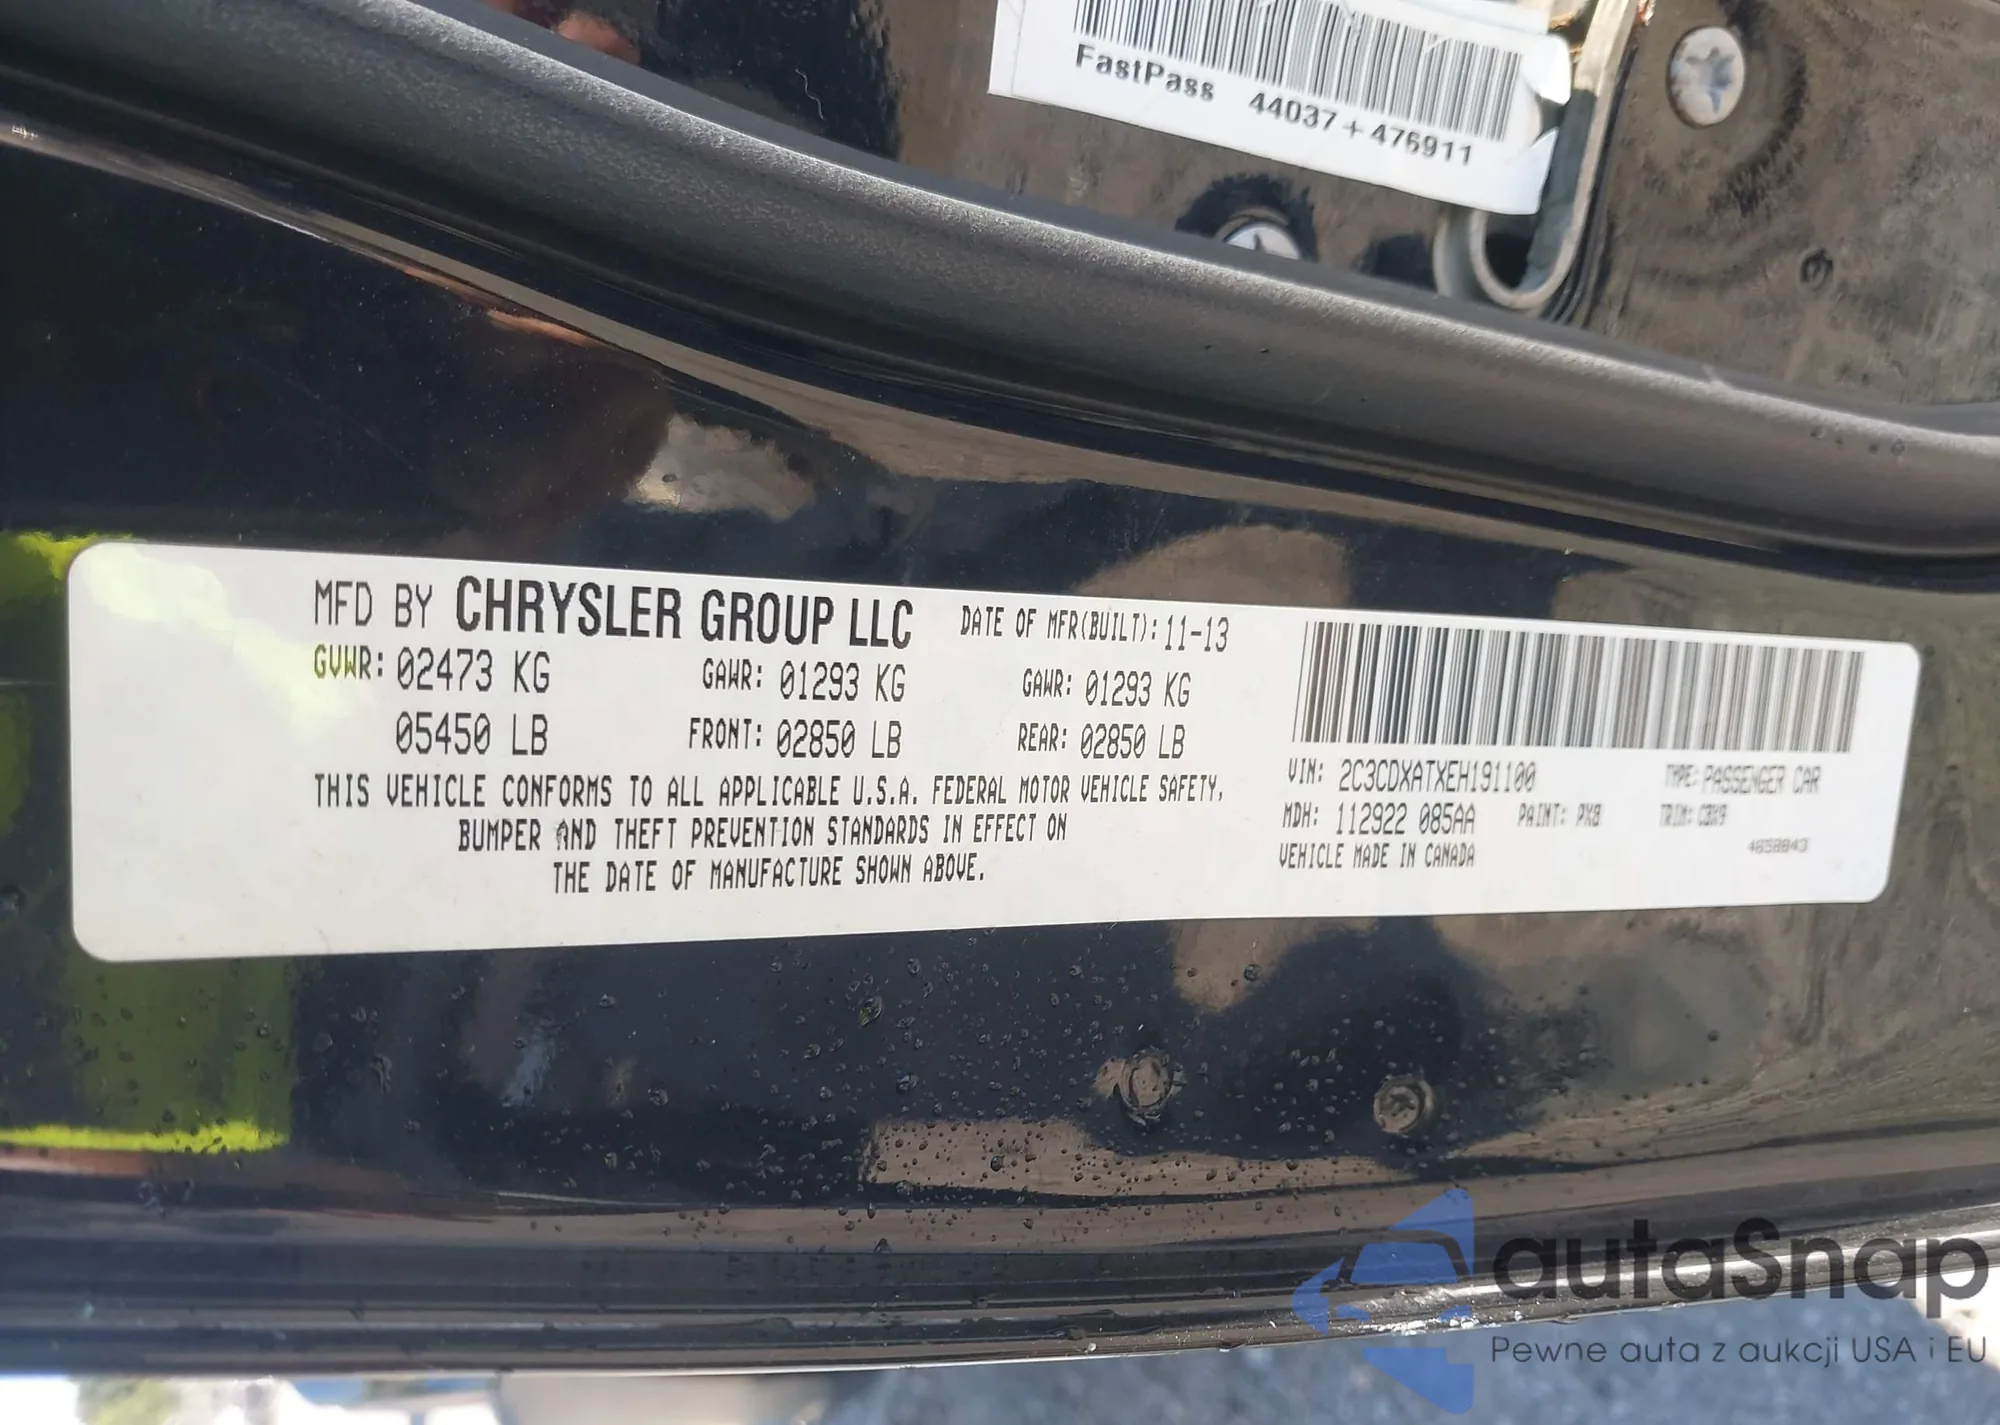 FastPass 44037+476911
MFD BY CHRYSLER GROUP LLC DATE OF MFR(BUILT): 11-13
GVWR: 02473 KG GAWR: 01293 KG GAWR: 01293 KG
05450 LB FRONT: 02850 LB REAR: 02850 LB
THIS VEHICLE CONFORMS TO ALL APPLICABLE U.S.A. FEDERAL MOTOR VEHICLE SAFETY,
BUMPER AND THEFT PREVENTION STANDARDS IN EFFECT ON
THE DATE OF MANUFACTURE SHOWN ABOVE.
VIN: 2C3CDXATXEH191100 TYPE: PASSENGER CAR
MDH: 112922 085AA PAINT: PX8 TRIM: CBX9
VEHICLE MADE IN CANADA 4658843
autaSnap
Pewne auta z aukcji USA i EU